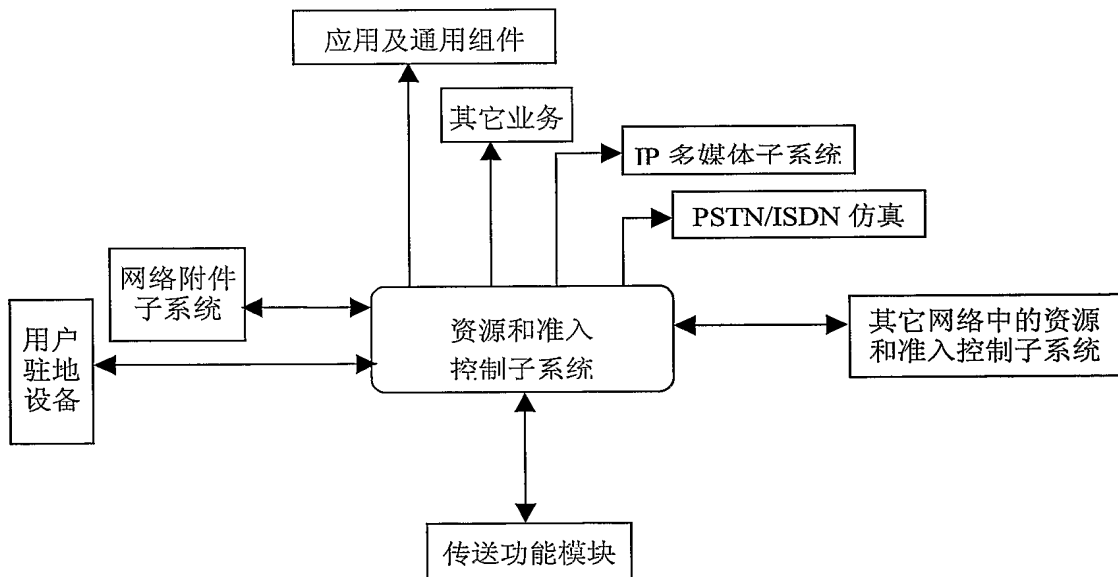 应用及通用组件
其它业务
IP 多媒体子系统
PSTN/ISDN 仿真
网络附件
子系统
用户
驻地
设备
资源和准入
控制子系统
其它网络中的资源
和准入控制子系统
传送功能模块